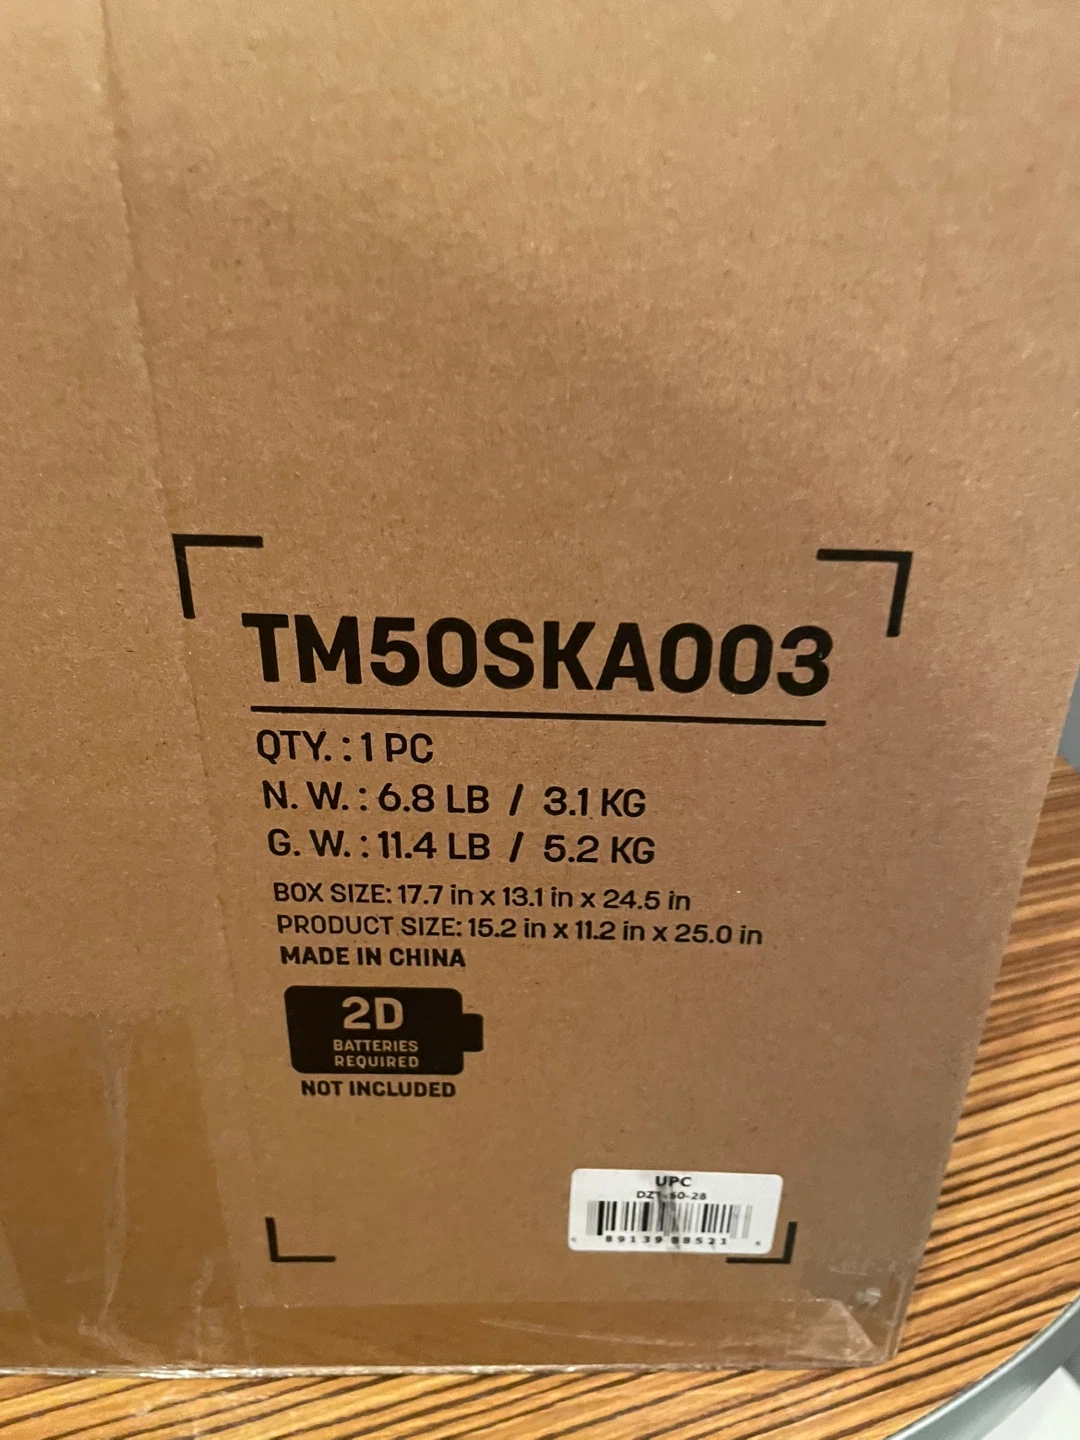 TM50SKA003
QTY. : 1 PC
N. W. : 6.8 LB / 3.1 KG
G. W. : 11.4 LB / 5.2 KG
BOX SIZE: 17.7 in x 13.1 in x 24.5 in
PRODUCT SIZE: 15.2 in x 11.2 in x 25.0 in
MADE IN CHINA
2D
BATTERIES
REQUIRED
NOT INCLUDED
UPC